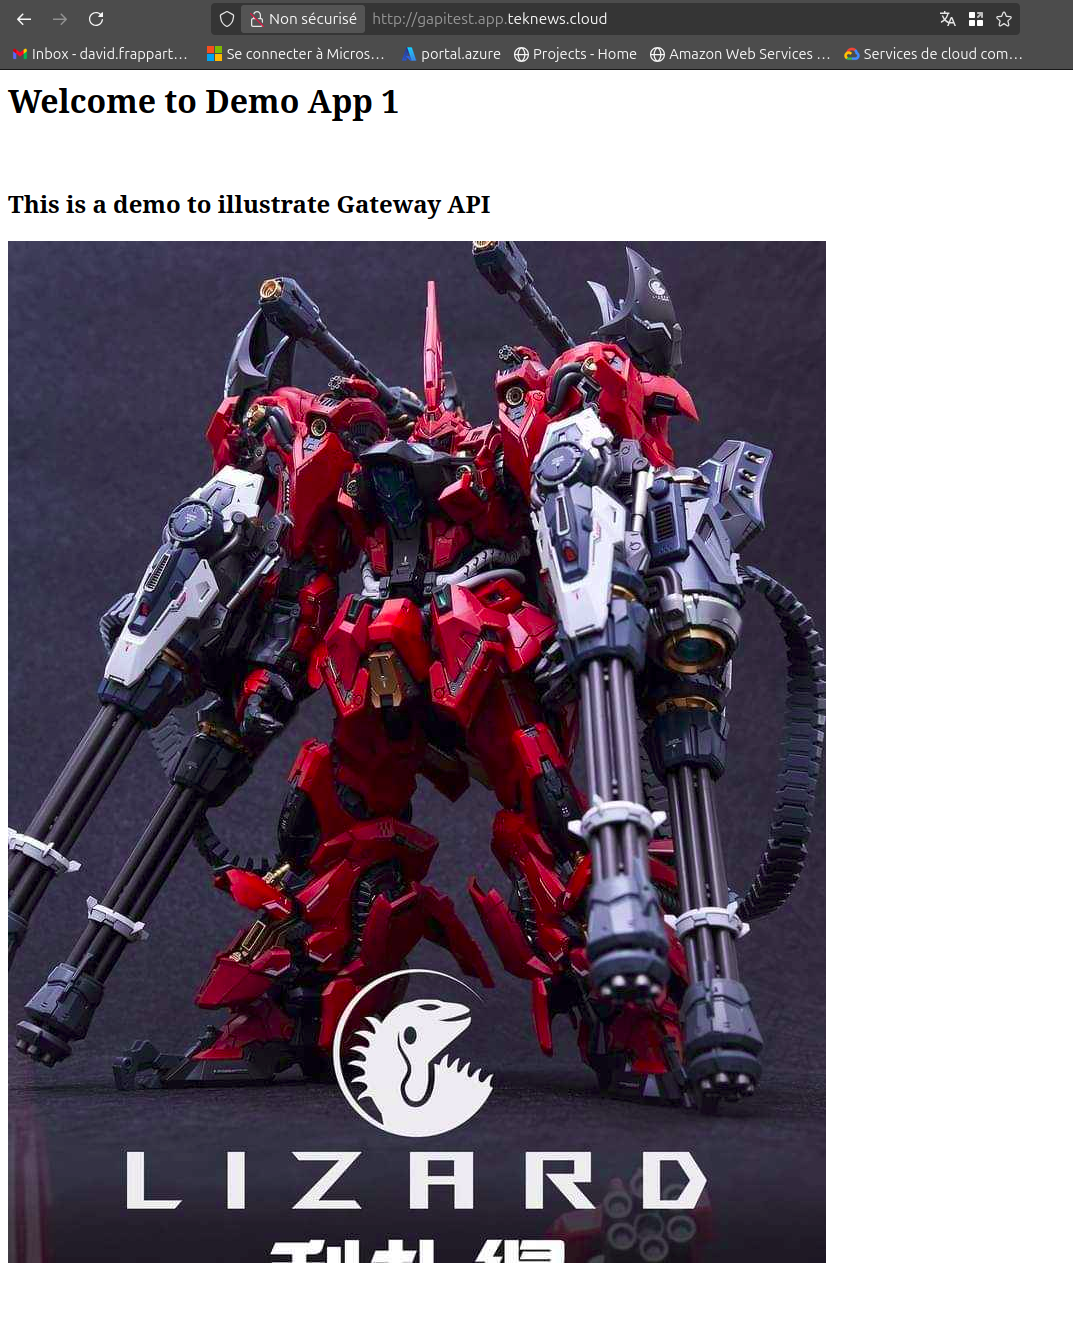 Non sécurisé http://gapitest.app.teknews.cloud
Inbox - david.frappart… Se connecter à Micros… portal.azure Projects - Home Amazon Web Services … Services de cloud com…
Welcome to Demo App 1
This is a demo to illustrate Gateway API
LIZARD